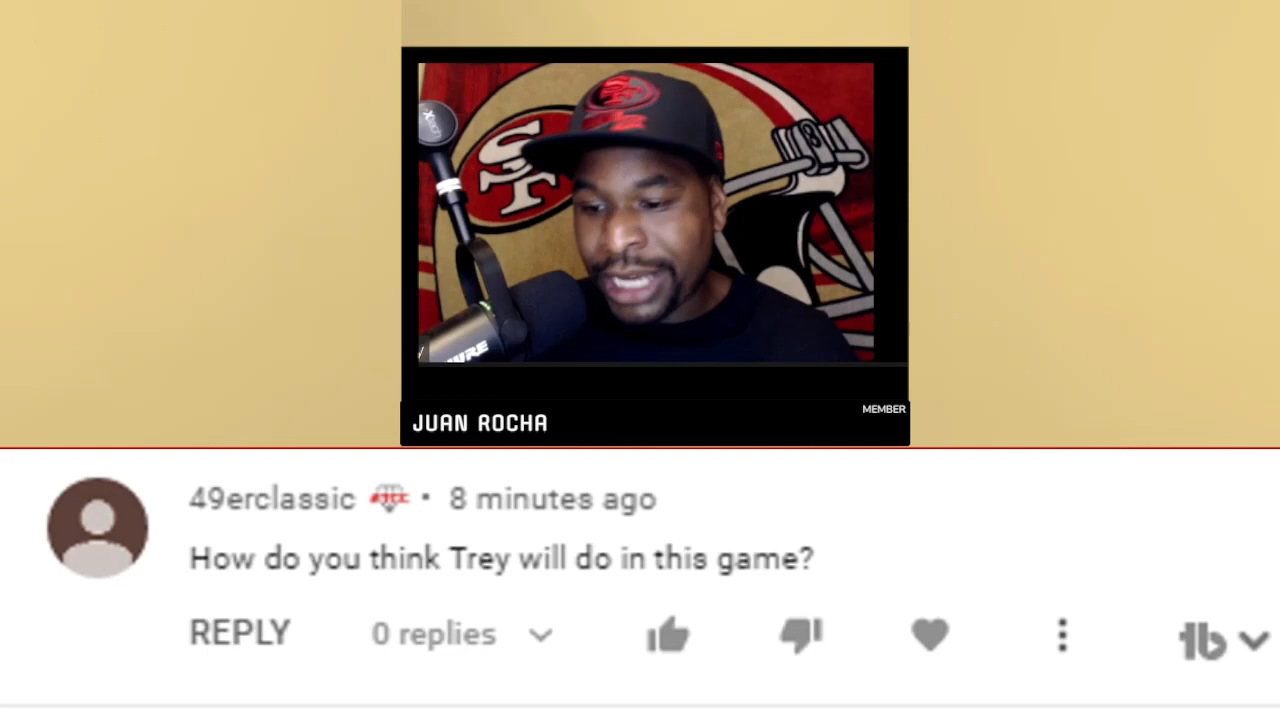 JUAN ROCHA
MEMBER
49erclassic • 8 minutes ago
How do you think Trey will do in this game?
REPLY 0 replies